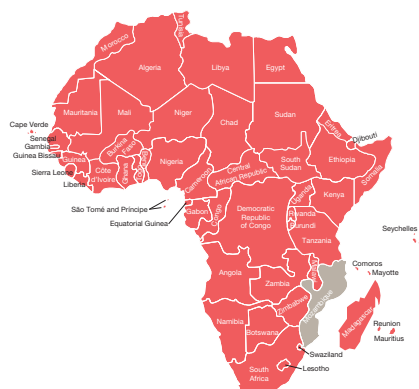 Tunisia
Morocco
Algeria
Libya
Egypt
Mauritania
Mali
Niger
Chad
Sudan
Eritrea
Djibouti
Cape Verde
Senegal
Gambia
Guinea Bissau
Guinea
Sierra Leone
Liberia
Côte
d'Ivoire
Burkina
Faso
Ghana
Nigeria
Cameroon
Central
African Republic
South
Sudan
Ethiopia
Somalia
São Tomé and Príncipe
Equatorial Guinea
Gabon
Congo
Democratic
Republic
of Congo
Uganda
Kenya
Rwanda
Burundi
Tanzania
Seychelles
Comoros
Mayotte
Angola
Zambia
Malawi
Mozambique
Zimbabwe
Madagascar
Reunion
Mauritius
Namibia
Botswana
Swaziland
Lesotho
South
Africa